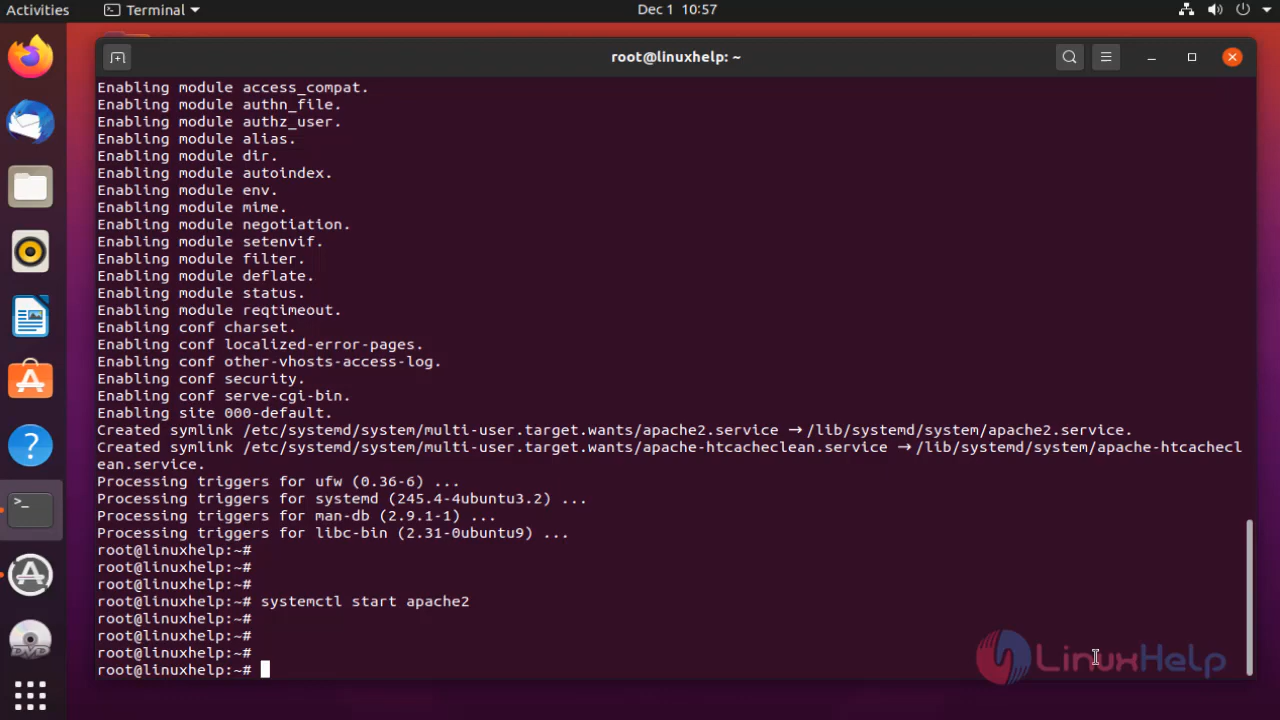 Activities
Terminal
Dec 1 10:57
root@linuxhelp: ~
Enabling module access_compat.
Enabling module authn_file.
Enabling module authz_user.
Enabling module alias.
Enabling module dir.
Enabling module autoindex.
Enabling module env.
Enabling module mime.
Enabling module negotiation.
Enabling module setenvif.
Enabling module filter.
Enabling module deflate.
Enabling module status.
Enabling module reqtimeout.
Enabling conf charset.
Enabling conf localized-error-pages.
Enabling conf other-vhosts-access-log.
Enabling conf security.
Enabling conf serve-cgi-bin.
Enabling site 000-default.
Created symlink /etc/systemd/system/multi-user.target.wants/apache2.service → /lib/systemd/system/apache2.service.
Created symlink /etc/systemd/system/multi-user.target.wants/apache-htcacheclean.service → /lib/systemd/system/apache-htcachecl
ean.service.
Processing triggers for ufw (0.36-6) ...
Processing triggers for systemd (245.4-4ubuntu3.2) ...
Processing triggers for man-db (2.9.1-1) ...
Processing triggers for libc-bin (2.31-0ubuntu9) ...
root@linuxhelp:~#
root@linuxhelp:~#
root@linuxhelp:~#
root@linuxhelp:~# systemctl start apache2
root@linuxhelp:~#
root@linuxhelp:~#
root@linuxhelp:~#
root@linuxhelp:~#
LinuxHelp
DVD